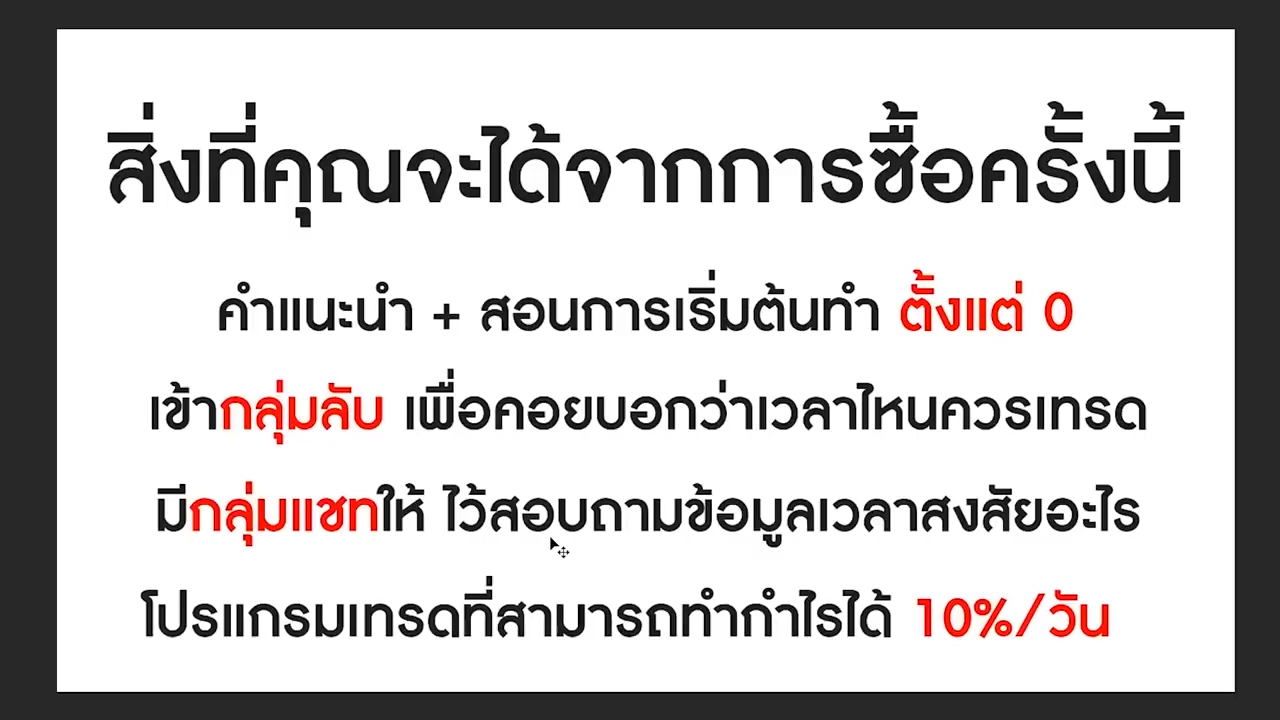 สิ่งที่คุณจะได้จากการซื้อครั้งนี้
คำแนะนำ + สอนการเริ่มต้นทำ ตั้งแต่ 0
เข้ากลุ่มลับ เพื่อคอยบอกว่าเวลาไหนควรเทรด
มีกลุ่มแชทให้ ไว้สอบถามข้อมูลเวลาสงสัยอะไร
โปรแกรมเทรดที่สามารถทำกำไรได้ 10%/วัน